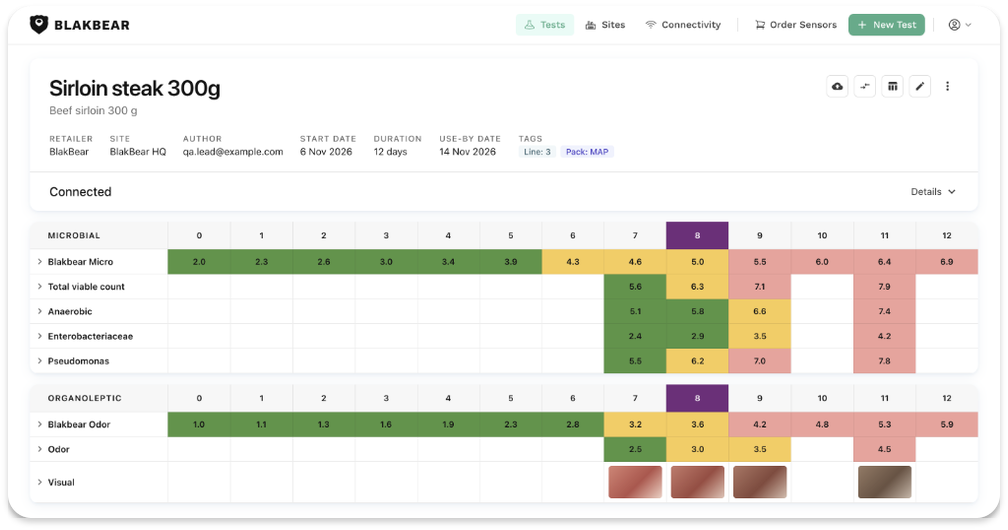 BLAKBEAR Tests Sites Connectivity Order Sensors + New Test
Sirloin steak 300g
Beef sirloin 300 g
RETAILER SITE AUTHOR START DATE DURATION USE-BY DATE TAGS
BlakBear BlakBear HQ qa.lead@example.com 6 Nov 2026 12 days 14 Nov 2026 Line: 3 Pack: MAP
Connected Details
MICROBIAL 0 1 2 3 4 5 6 7 8 9 10 11 12
Blakbear Micro 2.0 2.3 2.6 3.0 3.4 3.9 4.3 4.6 5.0 5.5 6.0 6.4 6.9
Total viable count 5.6 6.3 7.1 7.9
Anaerobic 5.1 5.8 6.6 7.4
Enterobacteriaceae 2.4 2.9 3.5 4.2
Pseudomonas 5.5 6.2 7.0 7.8
ORGANOLEPTIC 0 1 2 3 4 5 6 7 8 9 10 11 12
Blakbear Odor 1.0 1.1 1.3 1.6 1.9 2.3 2.8 3.2 3.6 4.2 4.8 5.3 5.9
Odor 2.5 3.0 3.5 4.5
Visual